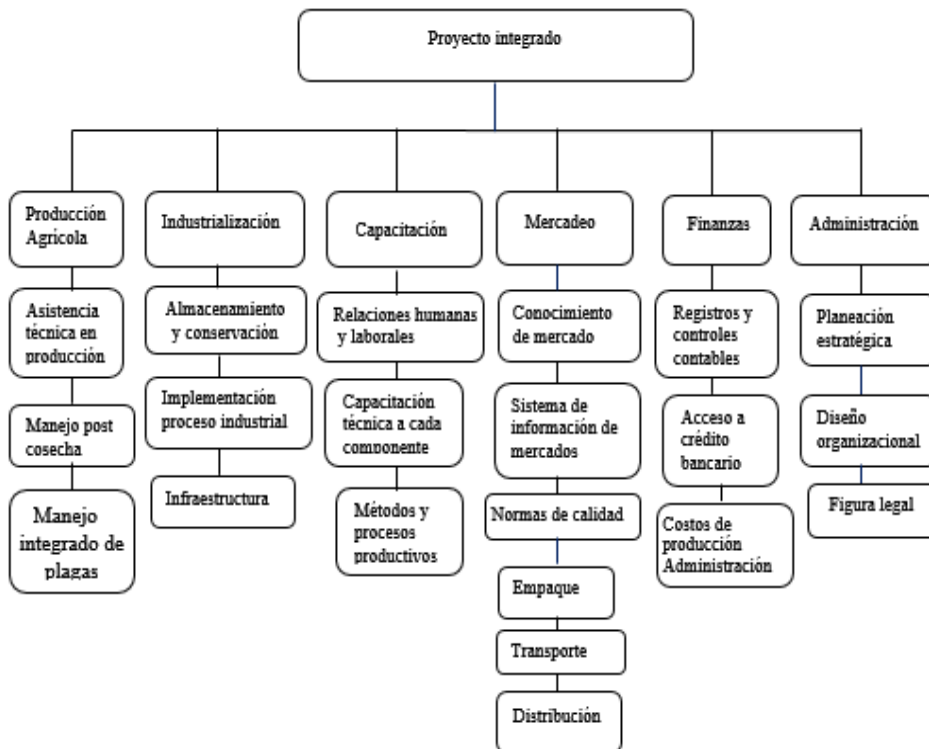 Proyecto integrado
Producción
Agrícola
Industrialización
Capacitación
Mercadeo
Finanzas
Administración
Asistencia
técnica en
producción
Almacenamiento
y conservación
Relaciones humanas
y laborales
Conocimiento
de mercado
Registros y
controles
contables
Planeación
estratégica
Manejo post
cosecha
Implementación
proceso industrial
Capacitación
técnica a cada
componente
Sistema de
información de
mercados
Acceso a
crédito
bancario
Diseño
organizacional
Manejo
integrado de
plagas
Infraestructura
Métodos y
procesos
productivos
Normas de calidad
Costos de
producción
Administración
Figura legal
Empaque
Transporte
Distribución